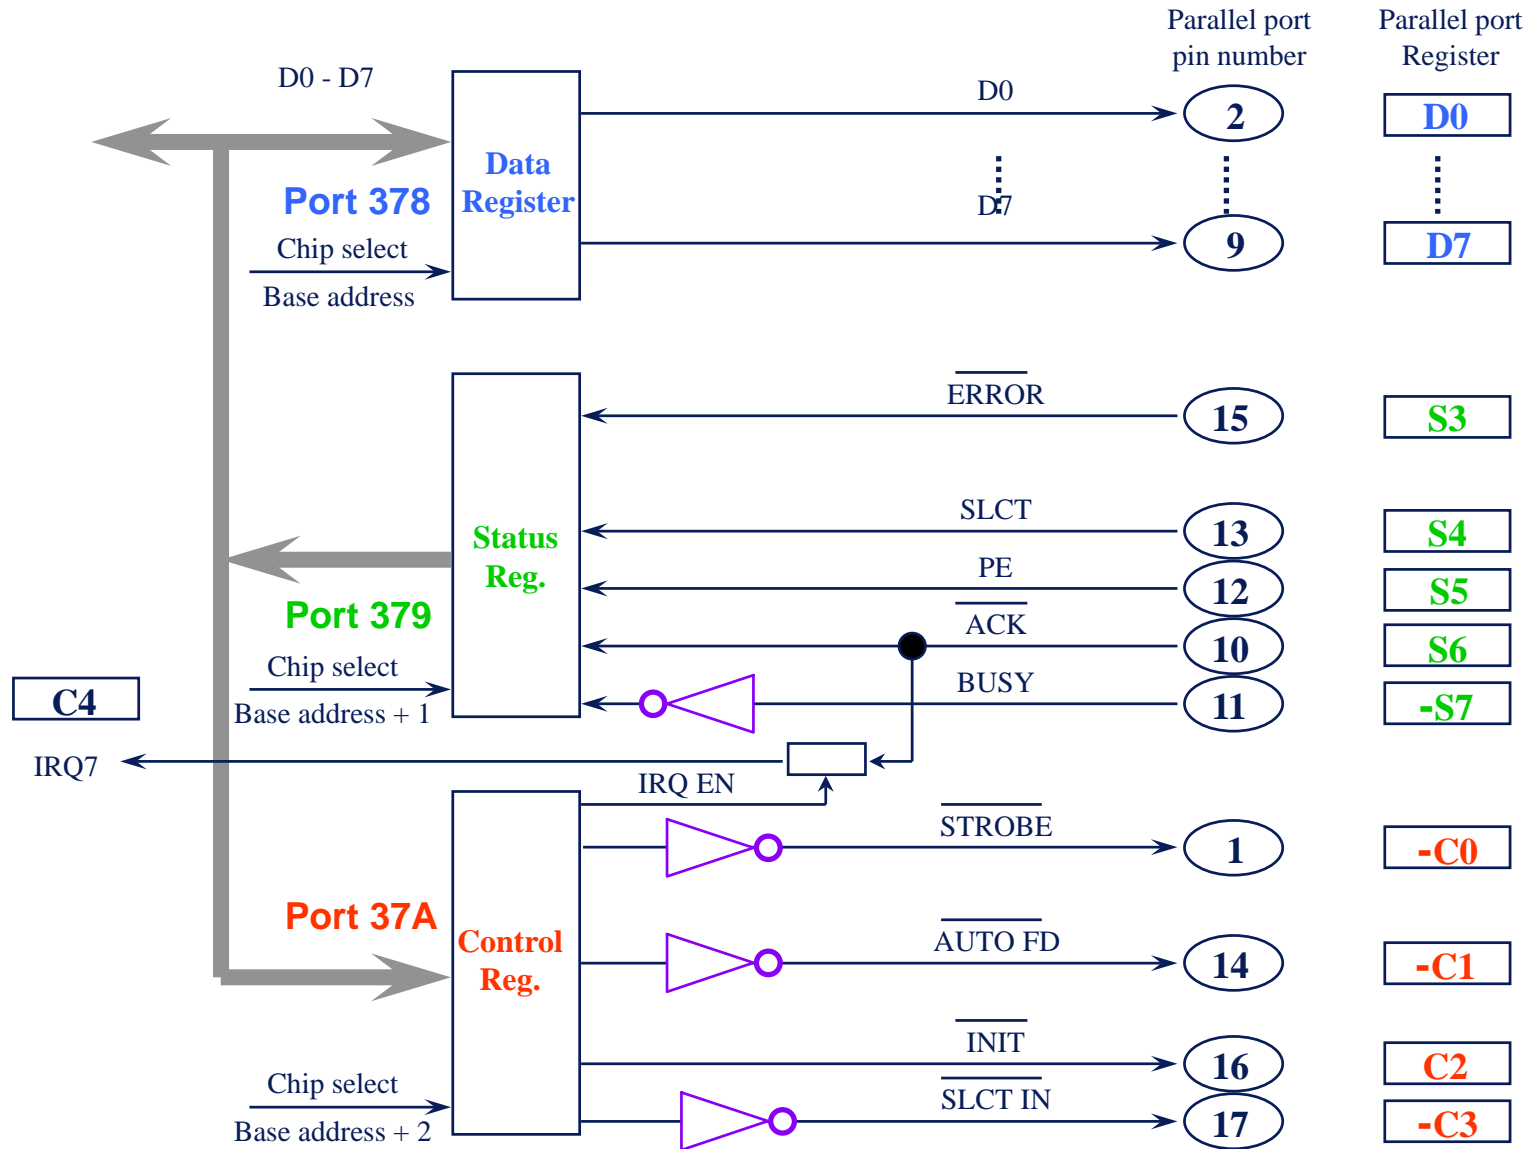 Parallel port
pin number
Parallel port
Register
D0 - D7
D0
2
D0
Data
Register
Port 378
D7
Chip select
Base address
9
D7
ERROR
15
S3
SLCT
13
S4
Status
Reg.
PE
12
S5
Port 379
ACK
10
S6
Chip select
Base address + 1
BUSY
11
-S7
C4
IRQ7
IRQ EN
STROBE
1
-C0
Port 37A
Control
Reg.
AUTO FD
14
-C1
INIT
16
C2
Chip select
Base address + 2
SLCT IN
17
-C3